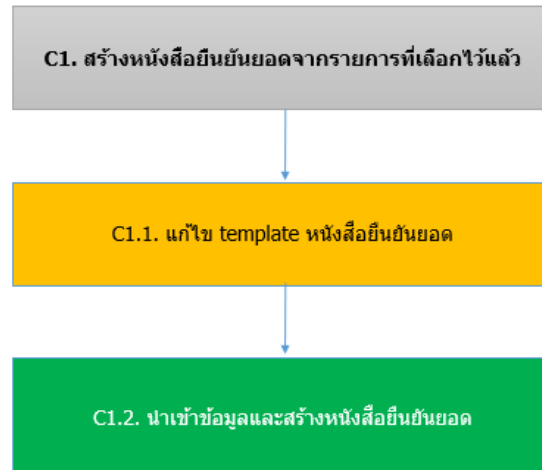 C1. สร้างหนังสือยืนยันยอดจากรายการที่เลือกไว้แล้ว
C1.1. แก้ไข template หนังสือยืนยันยอด
C1.2. นำเข้าข้อมูลและสร้างหนังสือยืนยันยอด